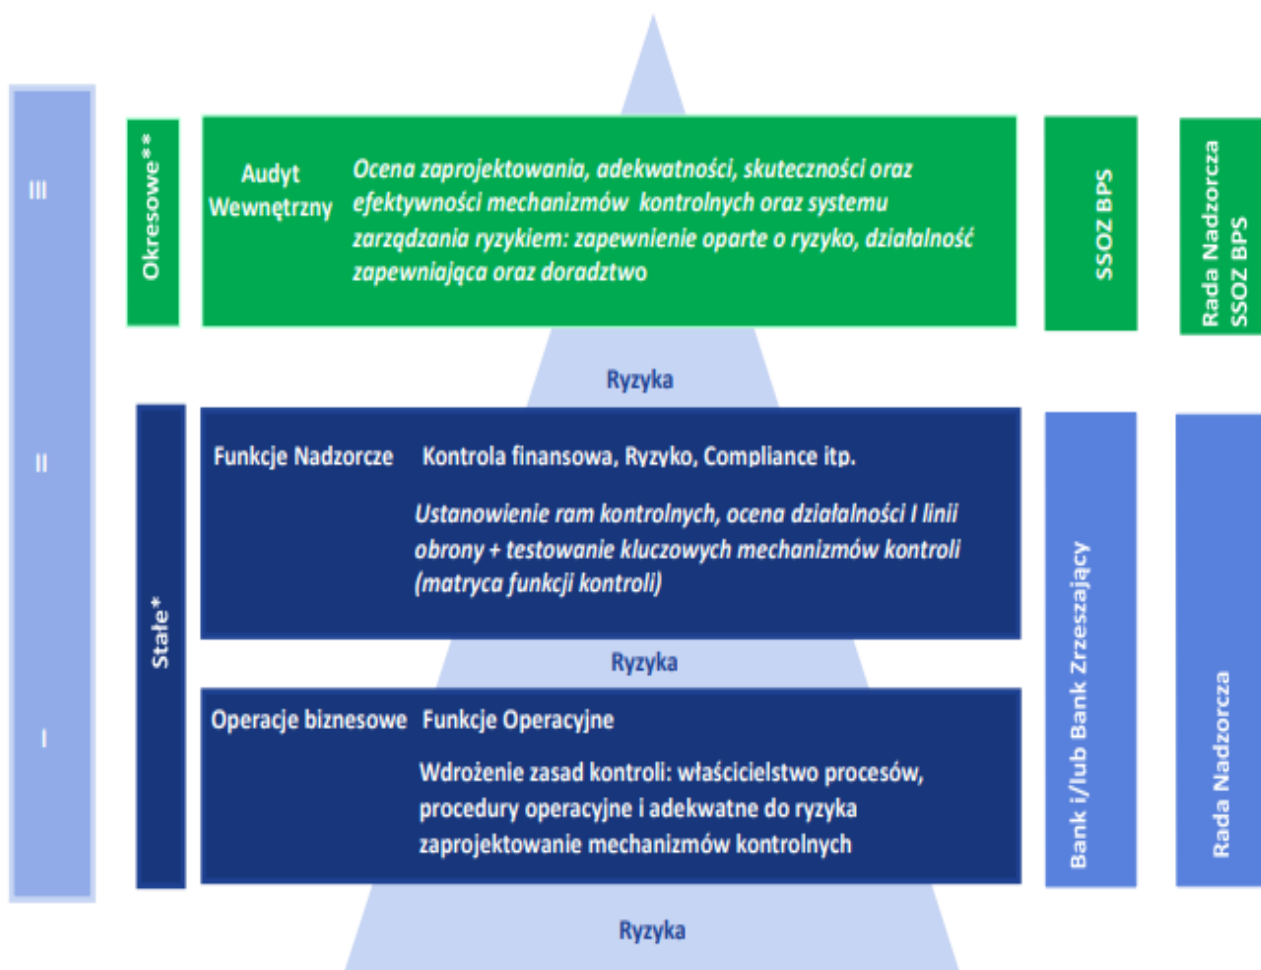 III
Okresowe**
Audyt
Wewnętrzny
Ocena zaprojektowania, adekwatności, skuteczności oraz
efektywności mechanizmów kontrolnych oraz systemu
zarządzania ryzykiem: zapewnienie oparte o ryzyko, działalność
zapewniająca oraz doradztwo
SSOZ BPS
Rada Nadzorcza
SSOZ BPS
Ryzyka
II
Stałe*
Funkcje Nadzorcze
Kontrola finansowa, Ryzyko, Compliance itp.
Ustanowienie ram kontrolnych, ocena działalności I linii
obrony + testowanie kluczowych mechanizmów kontroli
(matryca funkcji kontroli)
Bank i/lub Bank Zrzeszający
Rada Nadzorcza
Ryzyka
I
Operacje biznesowe
Funkcje Operacyjne
Wdrożenie zasad kontroli: właścicielstwo procesów,
procedury operacyjne i adekwatne do ryzyka
zaprojektowanie mechanizmów kontrolnych
Ryzyka